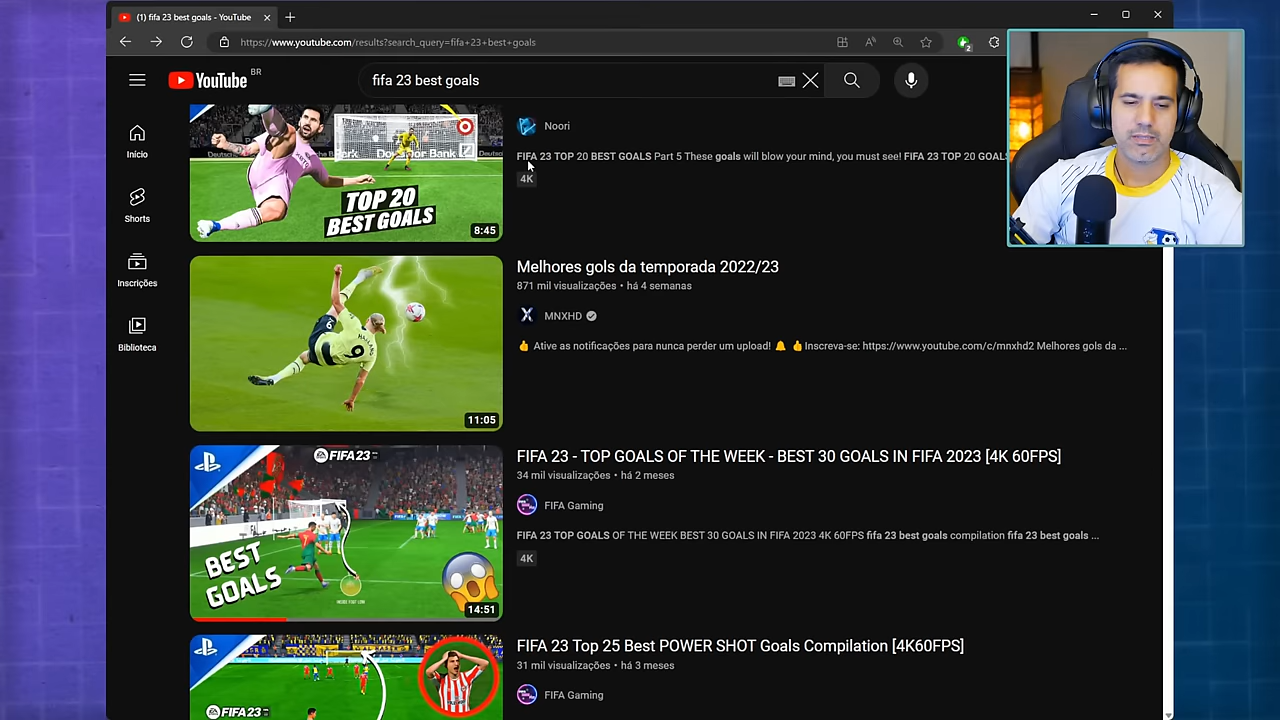 (1) fifa 23 best goals - YouTube
https://www.youtube.com/results?search_query=fifa+23+best+goals
2
YouTube BR
fifa 23 best goals
Início
Shorts
Inscrições
Biblioteca
TOP 20
BEST GOALS
8:45
Noori
FIFA 23 TOP 20 BEST GOALS Part 5 These goals will blow your mind, you must see! FIFA 23 TOP 20 GOALS
4K
HAALAND
9
11:05
Melhores gols da temporada 2022/23
871 mil visualizações • há 4 semanas
MNXHD
👍 Ative as notificações para nunca perder um upload! 🔔 👍Inscreva-se: https://www.youtube.com/c/mnxhd2 Melhores gols da ...
FIFA 23
BEST
GOALS
14:51
FIFA 23 - TOP GOALS OF THE WEEK - BEST 30 GOALS IN FIFA 2023 [4K 60FPS]
34 mil visualizações • há 2 meses
FIFA Gaming
FIFA 23 TOP GOALS OF THE WEEK BEST 30 GOALS IN FIFA 2023 4K 60FPS fifa 23 best goals compilation fifa 23 best goals ...
4K
FIFA 23
FIFA 23 Top 25 Best POWER SHOT Goals Compilation [4K60FPS]
31 mil visualizações • há 3 meses
FIFA Gaming